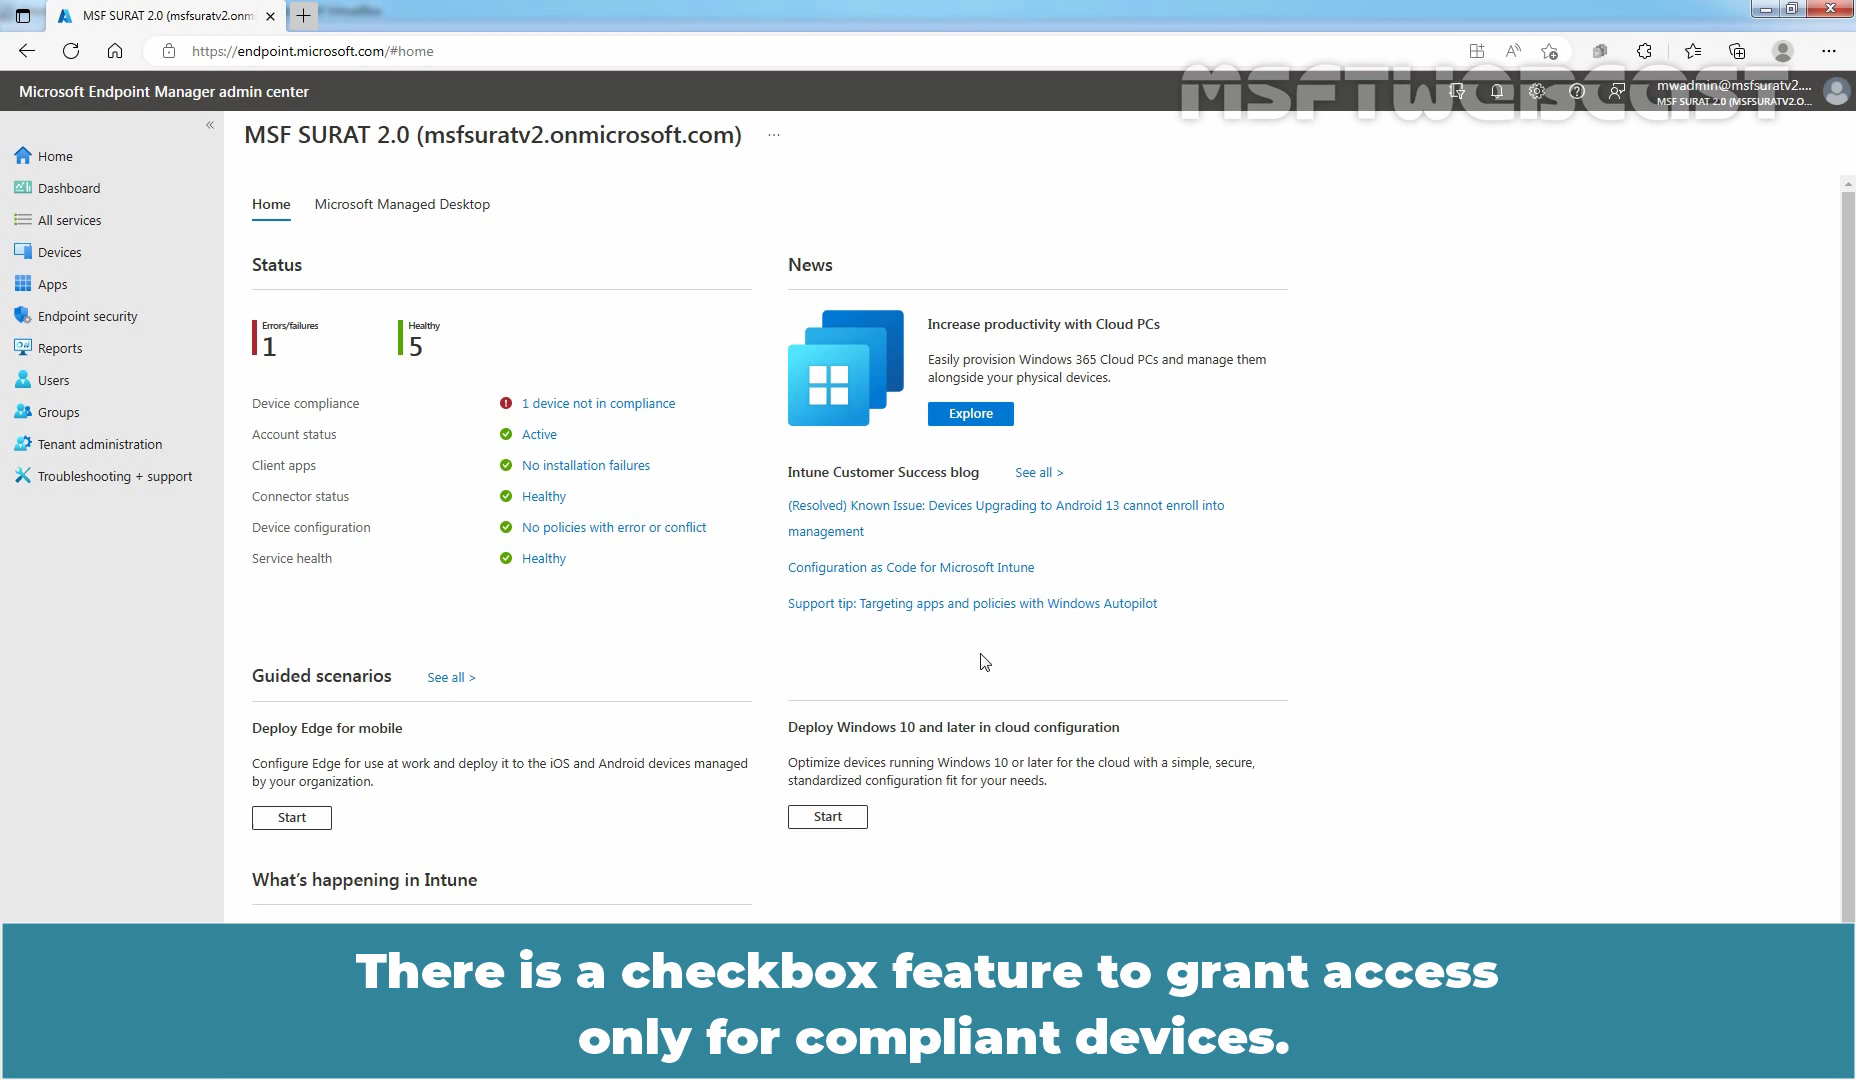 MSF SURAT 2.0 (msfsuratv2.onmi
https://endpoint.microsoft.com/#home
MSFTWEBCAST
Microsoft Endpoint Manager admin center
mwadmin@msfsuratv2....
MSF SURAT 2.0 (MSFSURATV2.O...
MSF SURAT 2.0 (msfsuratv2.onmicrosoft.com)
...
Home
Dashboard
All services
Devices
Apps
Endpoint security
Reports
Users
Groups
Tenant administration
Troubleshooting + support
Home
Microsoft Managed Desktop
Status
Errors/failures
1
Healthy
5
Device compliance
1 device not in compliance
Account status
Active
Client apps
No installation failures
Connector status
Healthy
Device configuration
No policies with error or conflict
Service health
Healthy
News
Increase productivity with Cloud PCs
Easily provision Windows 365 Cloud PCs and manage them
alongside your physical devices.
Explore
Intune Customer Success blog
See all >
(Resolved) Known Issue: Devices Upgrading to Android 13 cannot enroll into
management
Configuration as Code for Microsoft Intune
Support tip: Targeting apps and policies with Windows Autopilot
Guided scenarios
See all >
Deploy Edge for mobile
Configure Edge for use at work and deploy it to the iOS and Android devices managed
by your organization.
Start
Deploy Windows 10 and later in cloud configuration
Optimize devices running Windows 10 or later for the cloud with a simple, secure,
standardized configuration fit for your needs.
Start
What's happening in Intune
There is a checkbox feature to grant access
only for compliant devices.